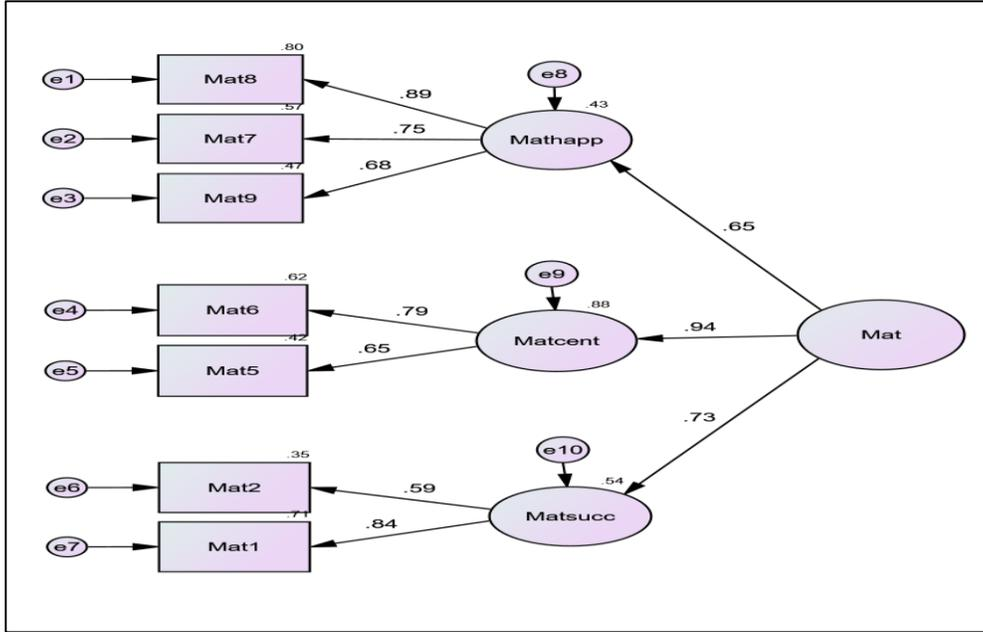 .80
e1
Mat8
.89
e8
.43
.57
e2
Mat7
.75
Mathapp
.47
e3
Mat9
.68
.65
.62
e9
.88
e4
Mat6
.79
Matcent
.94
Mat
.42
e5
Mat5
.65
.73
.35
e10
.54
e6
Mat2
.59
Matsucc
.71
e7
Mat1
.84